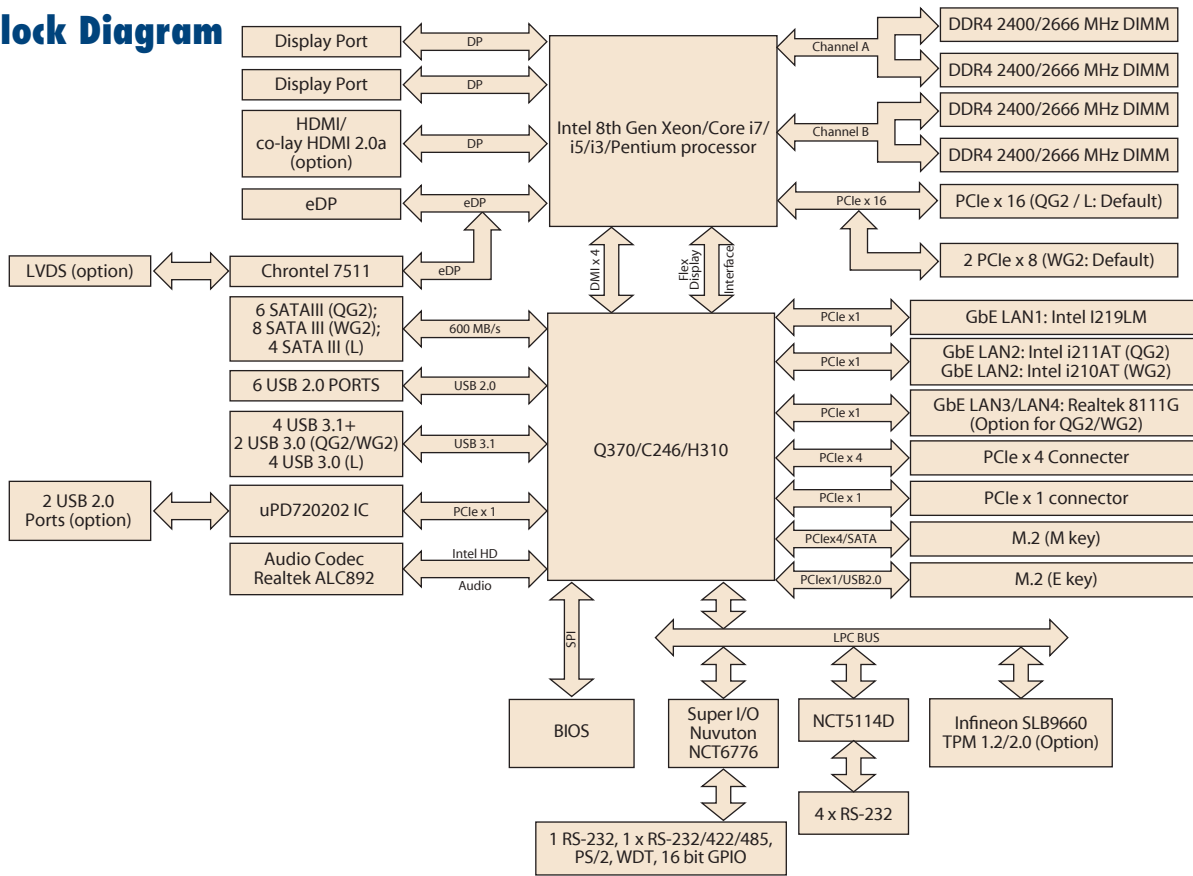 lock Diagram
Display Port
DP
Display Port
DP
HDMI/
co-lay HDMI 2.0a
(option)
DP
eDP
eDP
LVDS (option)
Chrontel 7511
eDP
Intel 8th Gen Xeon/Core i7/
i5/i3/Pentium processor
Channel A
DDR4 2400/2666 MHz DIMM
DDR4 2400/2666 MHz DIMM
Channel B
DDR4 2400/2666 MHz DIMM
DDR4 2400/2666 MHz DIMM
PCIe x 16
PCIe x 16 (QG2 / L: Default)
2 PCIe x 8 (WG2: Default)
DMI x 4
Flex
Display
Interface
6 SATAIII (QG2);
8 SATA III (WG2);
4 SATA III (L)
600 MB/s
6 USB 2.0 PORTS
USB 2.0
4 USB 3.1+
2 USB 3.0 (QG2/WG2)
4 USB 3.0 (L)
USB 3.1
2 USB 2.0
Ports (option)
uPD720202 IC
PCIe x 1
Audio Codec
Realtek ALC892
Intel HD
Audio
Q370/C246/H310
PCIe x1
GbE LAN1: Intel I219LM
PCIe x1
GbE LAN2: Intel i211AT (QG2)
GbE LAN2: Intel i210AT (WG2)
PCIe x1
GbE LAN3/LAN4: Realtek 8111G
(Option for QG2/WG2)
PCIe x 4
PCIe x 4 Connecter
PCIe x 1
PCIe x 1 connector
PCIex4/SATA
M.2 (M key)
PCIex1/USB2.0
M.2 (E key)
SPI
LPC BUS
BIOS
Super I/O
Nuvuton
NCT6776
NCT5114D
Infineon SLB9660
TPM 1.2/2.0 (Option)
4 x RS-232
1 RS-232, 1 x RS-232/422/485,
PS/2, WDT, 16 bit GPIO